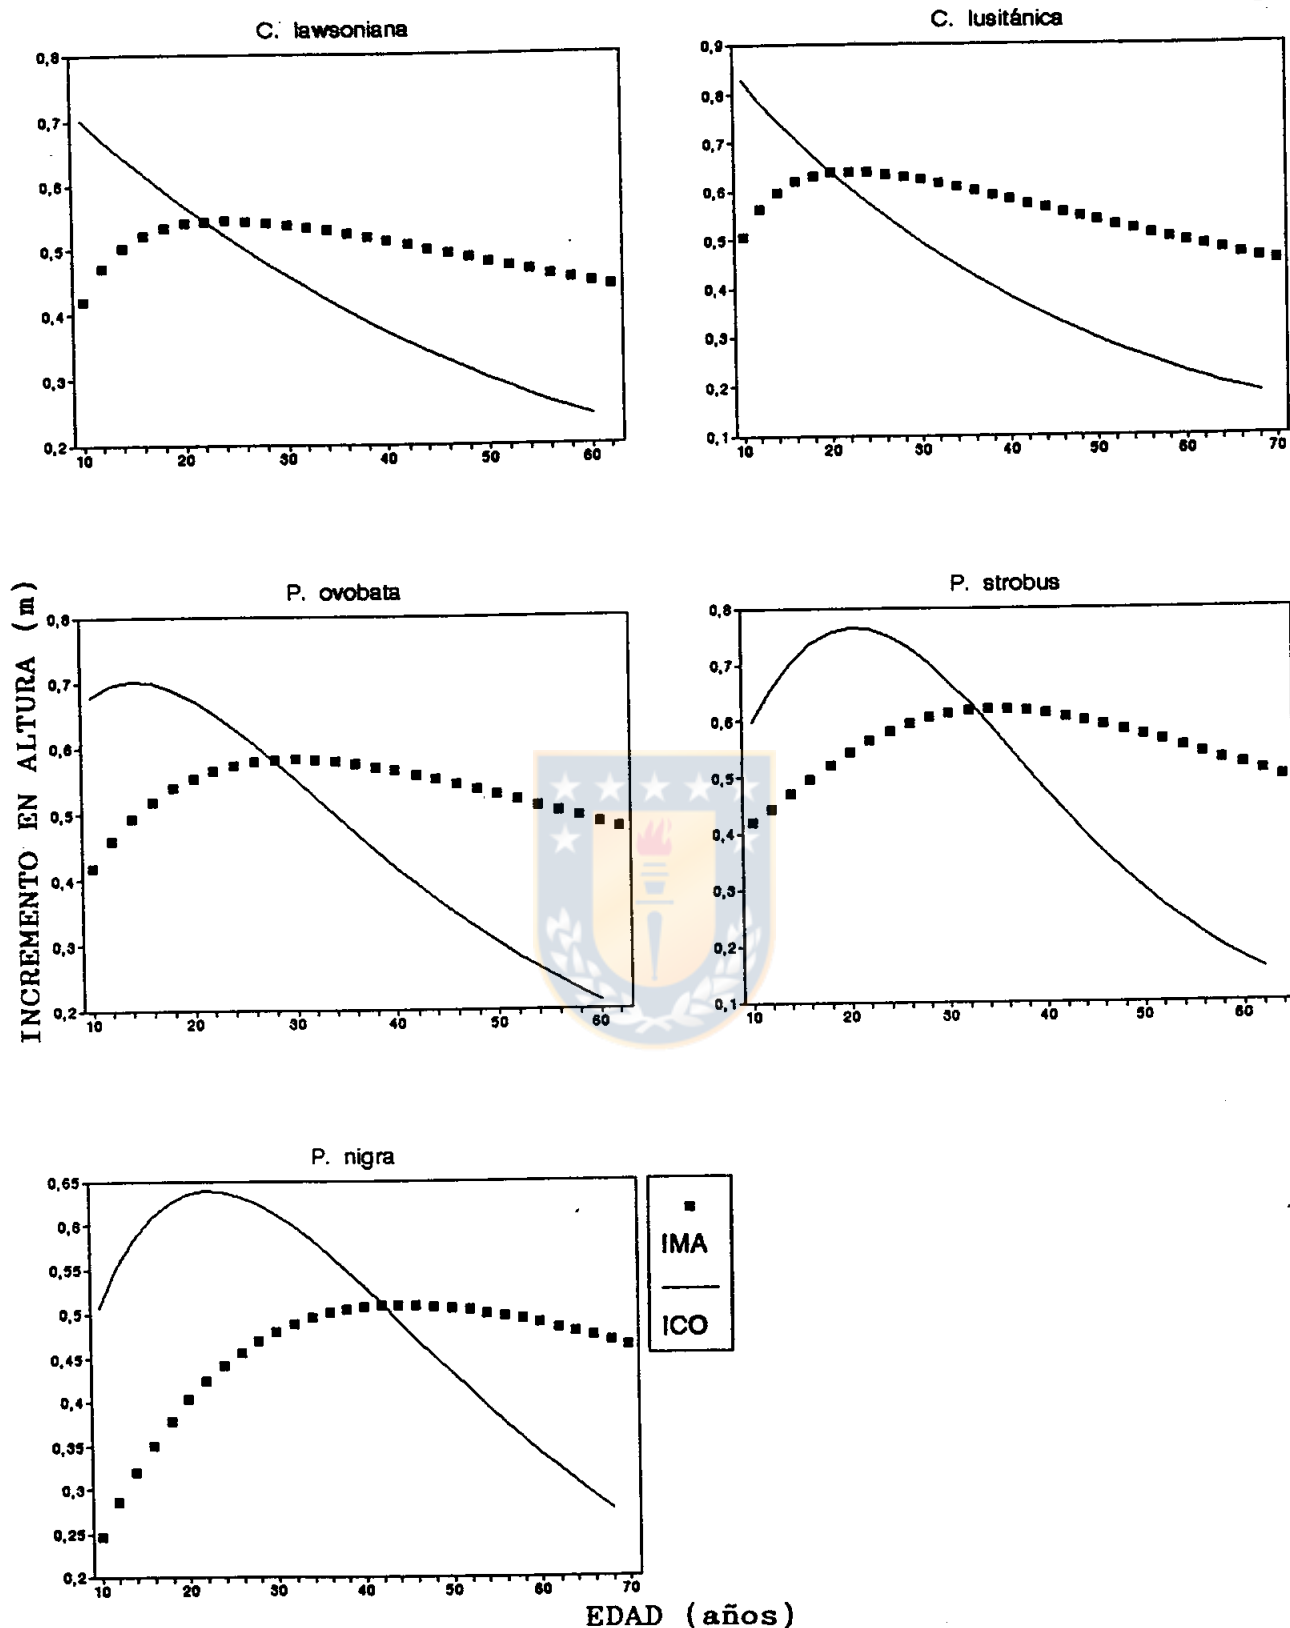 C. lawsoniana
0,8
0,7
0,6
0,5
0,4
0,3
0,2
10 20 30 40 50 60
C. lusitánica
0,9
0,8
0,7
0,6
0,5
0,4
0,3
0,2
0,1
10 20 30 40 50 60 70
INCREMENTO EN ALTURA (m)
P. ovobata
0,8
0,7
0,6
0,5
0,4
0,3
0,2
10 20 30 40 50 60
P. strobus
0,8
0,7
0,6
0,5
0,4
0,3
0,2
0,1
10 20 30 40 50 60
P. nigra
0,65
0,6
0,55
0,5
0,45
0,4
0,35
0,3
0,25
0,2
10 20 30 40 50 60 70
IMA
ICO
EDAD (años)